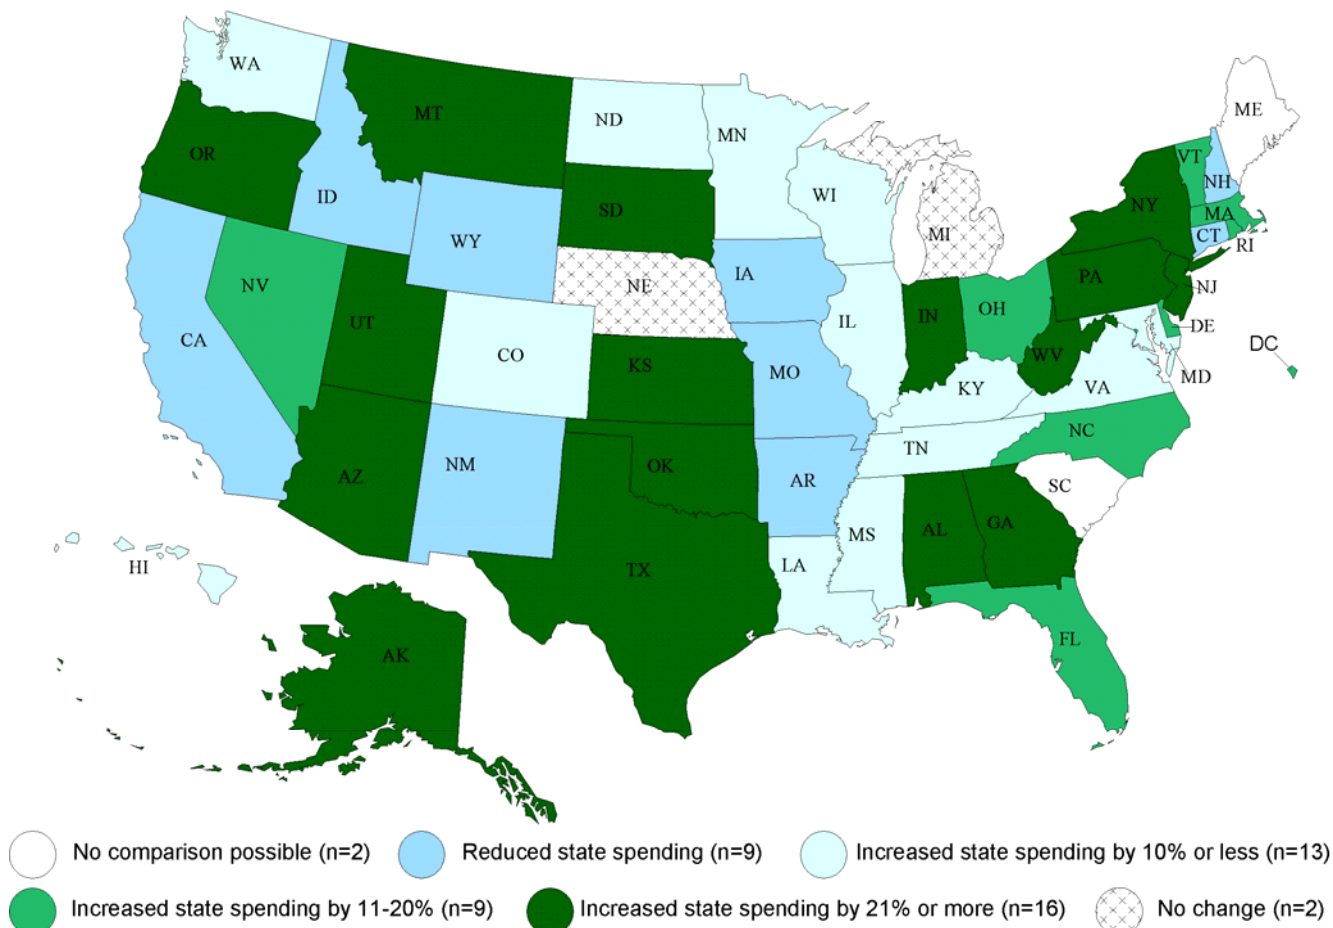 WA
MT
ND
MN
ME
OR
VT
ID
SD
WI
NH
NY
MA
WY
MI
CT
RI
NV
NE
IA
PA
NJ
UT
IL
IN
OH
DE
CA
CO
KS
MO
WV
DC
KY
VA
MD
NC
AZ
NM
OK
AR
TN
SC
MS
AL
GA
HI
TX
LA
FL
AK
No comparison possible (n=2)
Reduced state spending (n=9)
Increased state spending by 10% or less (n=13)
Increased state spending by 11-20% (n=9)
Increased state spending by 21% or more (n=16)
No change (n=2)